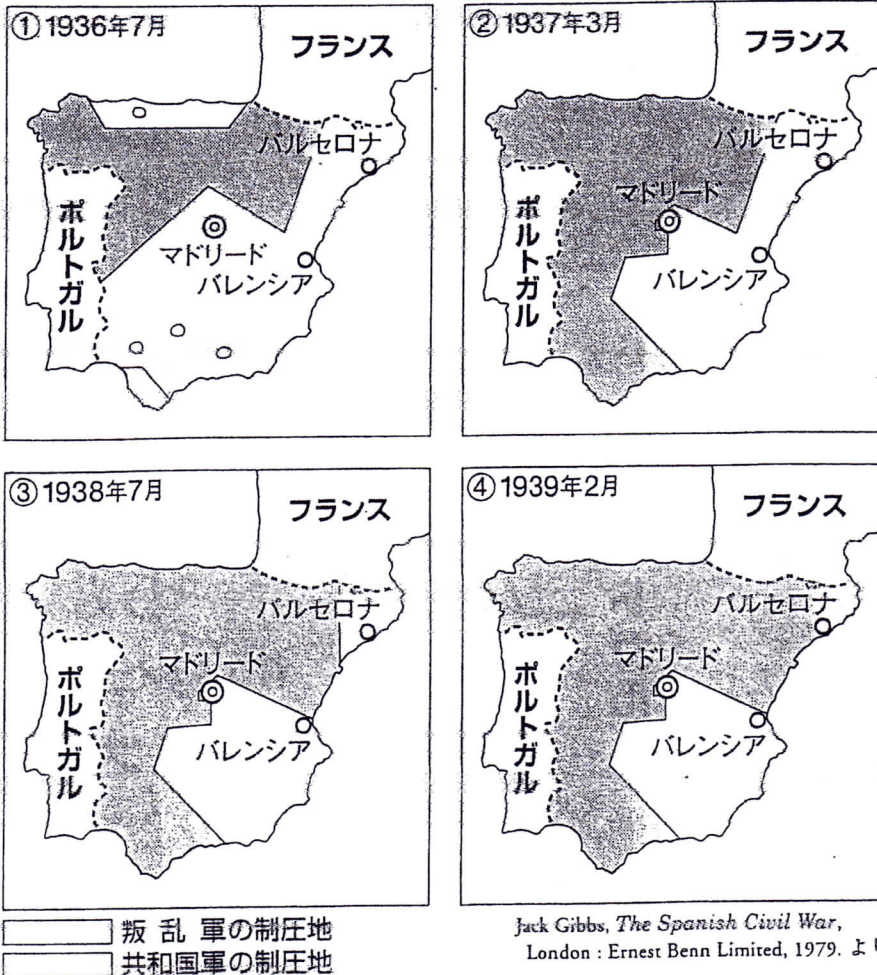 ① 1936年7月
フランス
バルセロナ
ポルトガル
マドリード
バレンシア
② 1937年3月
フランス
バルセロナ
マドリード
ポルトガル
バレンシア
③ 1938年7月
フランス
バルセロナ
マドリード
ポルトガル
バレンシア
④ 1939年2月
フランス
バルセロナ
マドリード
ポルトガル
バレンシア
叛乱軍の制圧地
共和国軍の制圧地
Jack Gibbs, The Spanish Civil War,
London : Ernest Benn Limited, 1979. よ